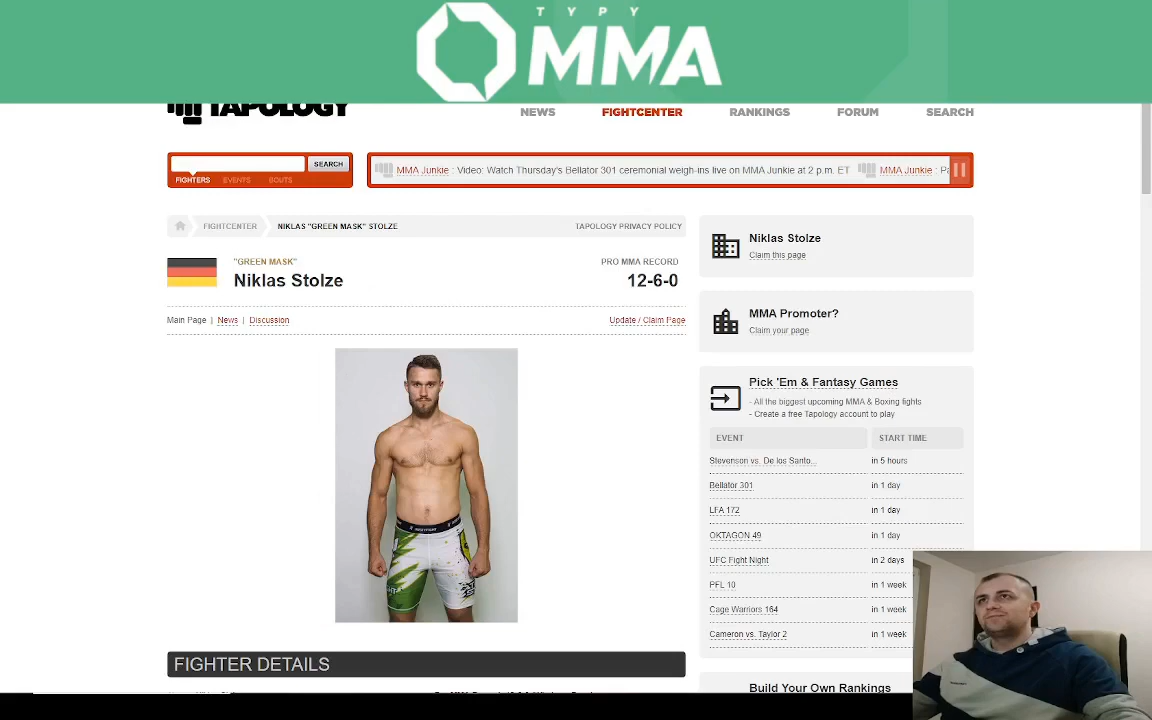 TYPY
MMA
TAPOLOGY
NEWS
FIGHTCENTER
RANKINGS
FORUM
SEARCH
SEARCH
FIGHTERS
EVENTS
BOUTS
MMA Junkie : Video: Watch Thursday's Bellator 301 ceremonial weigh-ins live on MMA Junkie at 2 p.m. ET
MMA Junkie :
FIGHTCENTER
NIKLAS "GREEN MASK" STOLZE
TAPOLOGY PRIVACY POLICY
"GREEN MASK"
Niklas Stolze
PRO MMA RECORD
12-6-0
Main Page | News | Discussion
Update / Claim Page
FIGHTER DETAILS
Niklas Stolze
Claim this page
MMA Promoter?
Claim your page
Pick 'Em & Fantasy Games
- All the biggest upcoming MMA & Boxing fights
- Create a free Tapology account to play
EVENT START TIME
Stevenson vs. De los Santo... in 5 hours
Bellator 301 in 1 day
LFA 172 in 1 day
OKTAGON 49 in 1 day
UFC Fight Night in 2 days
PFL 10 in 1 week
Cage Warriors 164 in 1 week
Cameron vs. Taylor 2 in 1 week
Build Your Own Rankings